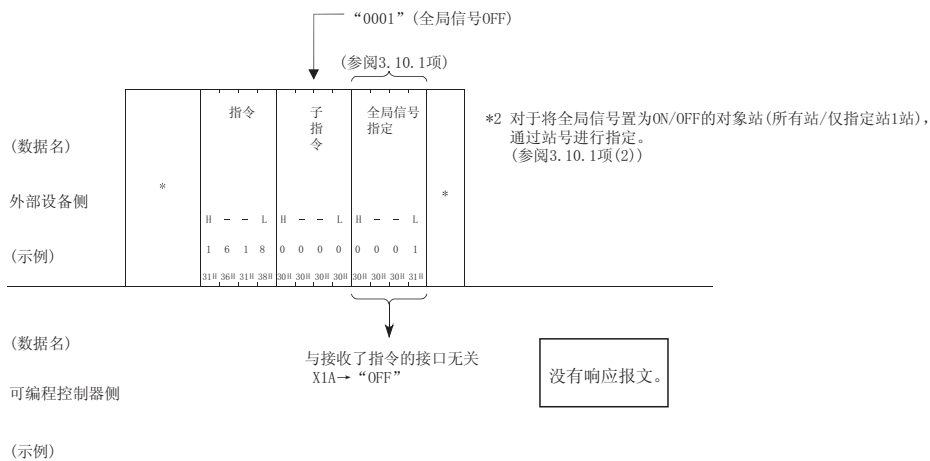 “0001”(全局信号OFF)
(参阅3.10.1项)
指令
子指令
全局信号指定
*2 对于将全局信号置为ON/OFF的对象站(所有站/仅指定站1站),
通过站号进行指定。
(参阅3.10.1项(2))
(数据名)
外部设备侧
*
*
H － － L H － － L H － － L
(示例)
1 6 1 8 0 0 0 0 0 0 0 1
31H 36H 31H 38H 30H 30H 30H 30H 30H 30H 30H 31H
(数据名)
与接收了指令的接口无关
X1A→“OFF”
没有响应报文。
可编程控制器侧
(示例)